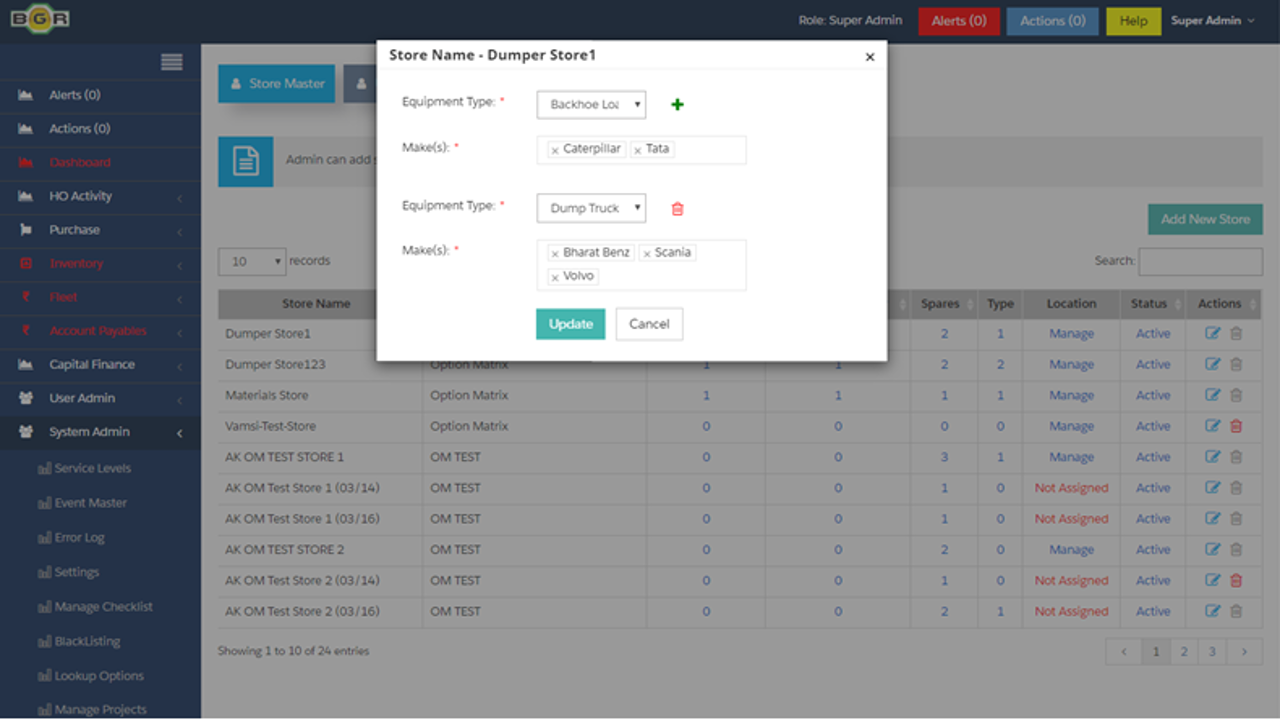 BGR
Role: Super Admin Alerts (0) Actions (0) Help Super Admin
Store Name - Dumper Store1 ×
Store Master
Equipment Type: * Backhoe Loa
Make(s): * × Caterpillar × Tata
Admin can add s
Equipment Type: * Dump Truck
Make(s): * × Bharat Benz × Scania
× Volvo
Update Cancel
Alerts (0)
Actions (0)
Dashboard
HO Activity
Purchase
Inventory
Fleet
Account Payables
Capital Finance
User Admin
System Admin
Service Levels
Event Master
Error Log
Settings
Manage Checklist
BlackListing
Lookup Options
Manage Projects
Add New Store
10 records Search:
Store Name Spares Type Location Status Actions
Dumper Store1 2 1 Manage Active
Dumper Store123 Option Matrix 1 1 2 2 Manage Active
Materials Store Option Matrix 1 1 1 1 Manage Active
Vamsi-Test-Store Option Matrix 0 0 0 0 Manage Active
AK OM TEST STORE 1 OM TEST 0 0 3 1 Manage Active
AK OM Test Store 1 (03/14) OM TEST 0 0 1 0 Not Assigned Active
AK OM Test Store 1 (03/16) OM TEST 0 0 1 0 Not Assigned Active
AK OM TEST STORE 2 OM TEST 0 0 2 0 Manage Active
AK OM Test Store 2 (03/14) OM TEST 0 0 1 0 Not Assigned Active
AK OM Test Store 2 (03/16) OM TEST 0 0 2 1 Not Assigned Active
Showing 1 to 10 of 24 entries < 1 2 3 >